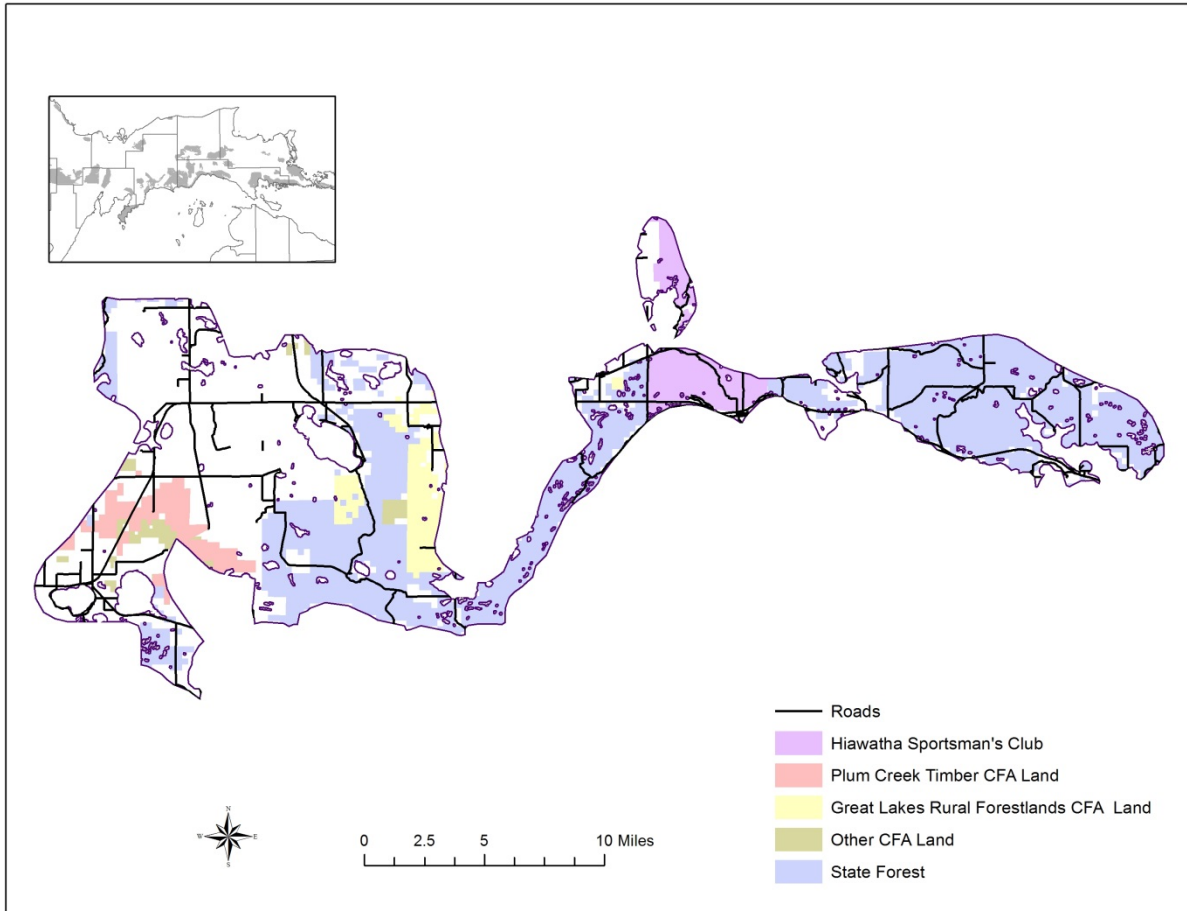 Roads
Hiawatha Sportsman's Club
Plum Creek Timber CFA Land
Great Lakes Rural Forestlands CFA  Land
Other CFA Land
State Forest
N
W
E
S
0 2.5 5 10 Miles